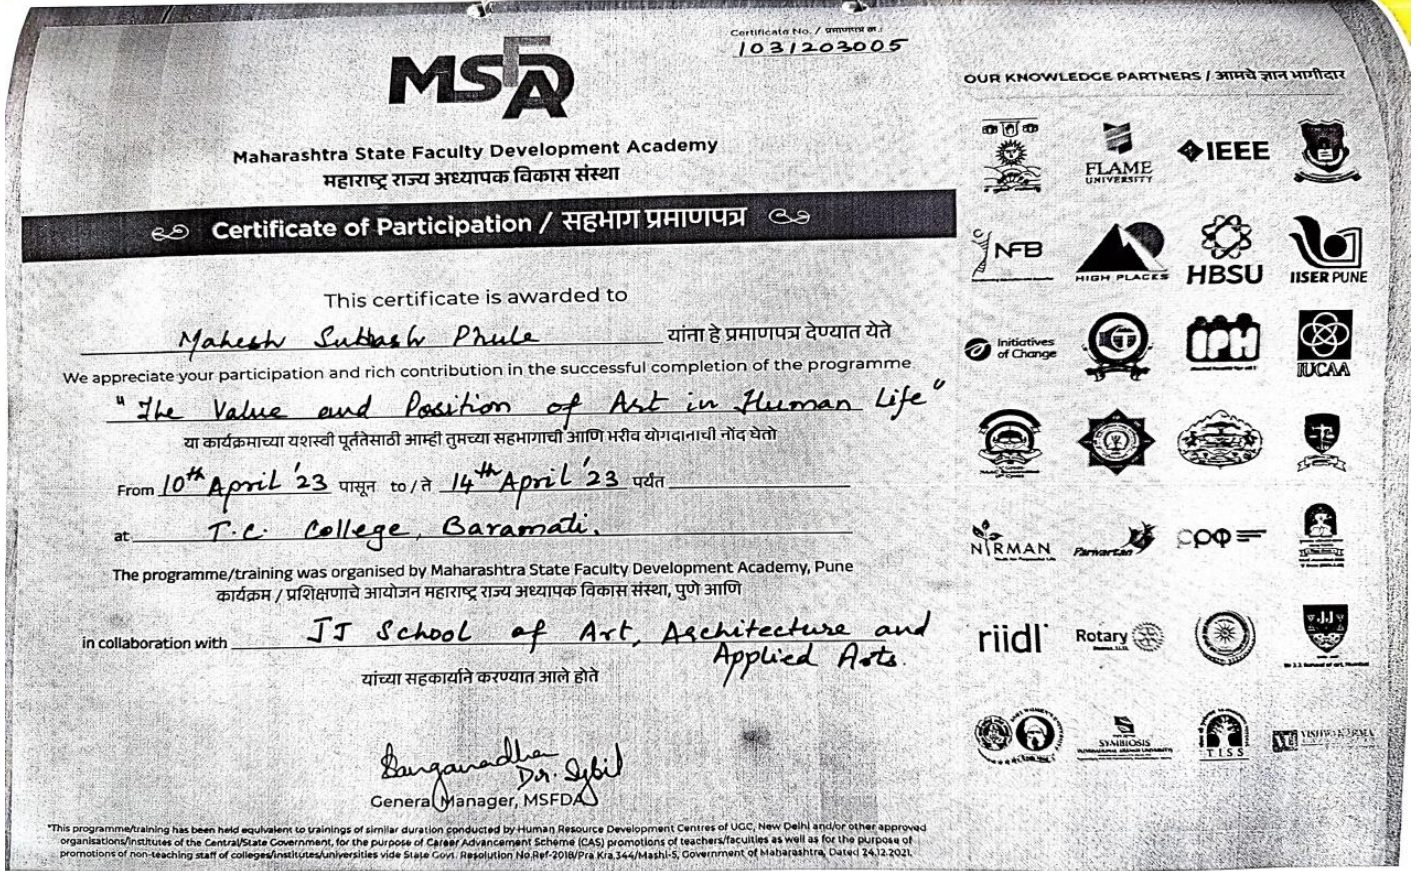 Certificate No. / प्रमाणपत्र क्र.:
1031203005
MSFDA
Maharashtra State Faculty Development Academy
महाराष्ट्र राज्य अध्यापक विकास संस्था
Certificate of Participation / सहभाग प्रमाणपत्र
This certificate is awarded to
Mahesh Subhash Phule यांना हे प्रमाणपत्र देण्यात येते
We appreciate your participation and rich contribution in the successful completion of the programme
"The Value and Position of Art in Human Life"
या कार्यक्रमाच्या यशस्वी पूर्ततेसाठी आम्ही तुमच्या सहभागाची आणि भरीव योगदानाची नोंद घेतो
From 10th April '23 पासून to / ते 14th April '23 पर्यंत
at T.C. College, Baramati.
The programme/training was organised by Maharashtra State Faculty Development Academy, Pune
कार्यक्रम / प्रशिक्षणाचे आयोजन महाराष्ट्र राज्य अध्यापक विकास संस्था, पुणे आणि
in collaboration with JJ School of Art, Architecture and
Applied Arts.
यांच्या सहकार्याने करण्यात आले होते
Dr. Sybil
General Manager, MSFDA
*This programme/training has been held equivalent to trainings of similar duration conducted by Human Resource Development Centres of UGC, New Delhi and/or other approved
organisations/institutes of the Central/State Government, for the purpose of Career Advancement Scheme (CAS) promotions of teachers/faculties as well as for the purpose of
promotions of non-teaching staff of colleges/institutes/universities vide State Govt. Resolution No.Ref-2018/Pra Kra.344/Mashi-5, Government of Maharashtra, Dated 24.12.2021.
OUR KNOWLEDGE PARTNERS / आमचे ज्ञान भागीदार
FLAME
UNIVERSITY
IEEE
NFB
HIGH PLACES
HBSU
IISER PUNE
Initiatives
of Change
IPH
IUCAA
NIRMAN
Parivartan
riidl
Rotary
Sir J.J. School of art, Mumbai
SYMBIOSIS
TISS
VU VISHWAKARMA